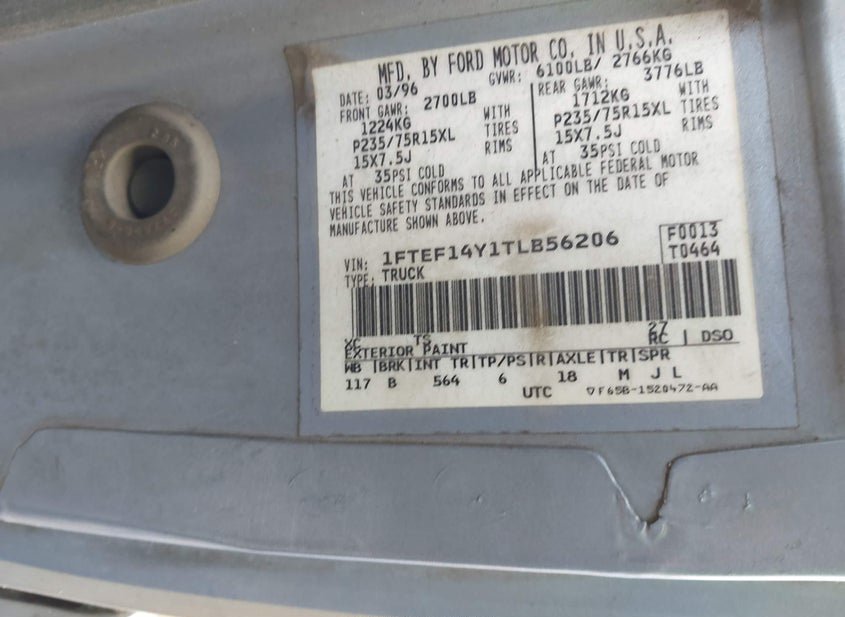 MFD. BY FORD MOTOR CO. IN U.S.A.
DATE: 03/96 GVWR: 6100LB/ 2766KG
FRONT GAWR: 2700LB REAR GAWR: 3776LB
1224KG WITH 1712KG WITH
P235/75R15XL TIRES P235/75R15XL TIRES
15X7.5J RIMS 15X7.5J RIMS
AT 35PSI COLD AT 35PSI COLD
THIS VEHICLE CONFORMS TO ALL APPLICABLE FEDERAL MOTOR
VEHICLE SAFETY STANDARDS IN EFFECT ON THE DATE OF
MANUFACTURE SHOWN ABOVE.
VIN: 1FTEF14Y1TLB56206 F0013
TYPE: TRUCK T0464
XC TS 27
EXTERIOR PAINT RC | DSO
WB |BRK|INT TR|TP/PS|R|AXLE|TR|SPR
117 B 564 6 18 M J L
UTC ▽ F65B-1520472-AA